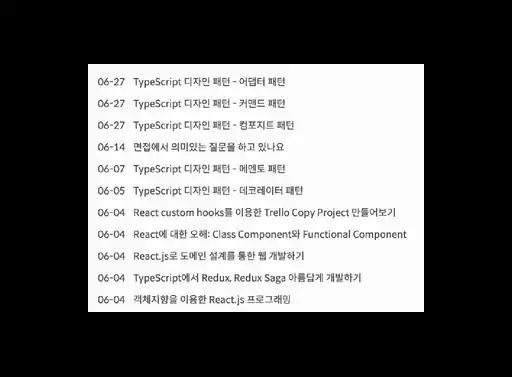 06-27 TypeScript 디자인 패턴 - 어댑터 패턴
06-27 TypeScript 디자인 패턴 - 커맨드 패턴
06-27 TypeScript 디자인 패턴 - 컴포지트 패턴
06-14 면접에서 의미있는 질문을 하고 있나요
06-07 TypeScript 디자인 패턴 - 메멘토 패턴
06-05 TypeScript 디자인 패턴 - 데코레이터 패턴
06-04 React custom hooks를 이용한 Trello Copy Project 만들어보기
06-04 React에 대한 오해: Class Component와 Functional Component
06-04 React.js로 도메인 설계를 통한 웹 개발하기
06-04 TypeScript에서 Redux, Redux Saga 아름답게 개발하기
06-04 객체지향을 이용한 React.js 프로그래밍